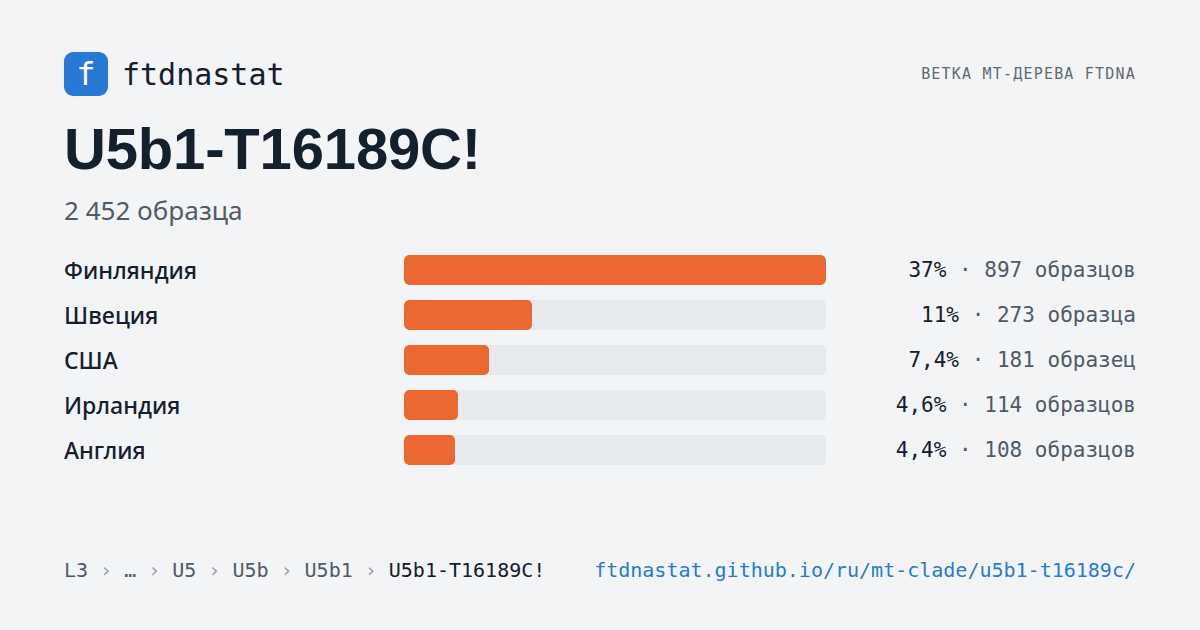 f ftdnastat
ВЕТКА МТ-ДЕРЕВА FTDNA
U5b1-T16189C!
2 452 образца
Финляндия 37% · 897 образцов
Швеция 11% · 273 образца
США 7,4% · 181 образец
Ирландия 4,6% · 114 образцов
Англия 4,4% · 108 образцов
L3 › … › U5 › U5b › U5b1 › U5b1-T16189C!
ftdnastat.github.io/ru/mt-clade/u5b1-t16189c/